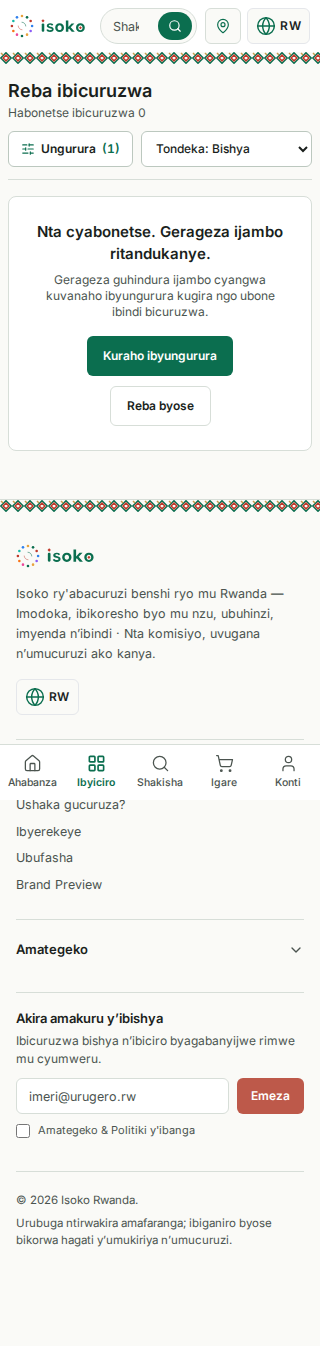 isoko
Shak
RW
Reba ibicuruzwa
Habonetse ibicuruzwa 0
Ungurura (1)
Tondeka: Bishya
Nta cyabonetse. Gerageza ijambo
ritandukanye.
Gerageza guhindura ijambo cyangwa
kuvanaho ibyungurura kugira ngo ubone
ibindi bicuruzwa.
Kuraho ibyungurura
Reba byose
isoko
Isoko ry'abacuruzi benshi ryo mu Rwanda —
Imodoka, ibikoresho byo mu nzu, ubuhinzi,
imyenda n’ibindi · Nta komisiyo, uvugana
n’umucuruzi ako kanya.
RW
Ahabanza
Ibyiciro
Shakisha
Igare
Konti
Ushaka gucuruza?
Ibyerekeye
Ubufasha
Brand Preview
Amategeko
Akira amakuru y’ibishya
Ibicuruzwa bishya n’ibiciro byagabanyijwe rimwe
mu cyumweru.
imeri@urugero.rw
Emeza
Amategeko & Politiki y'ibanga
© 2026 Isoko Rwanda.
Urubuga ntirwakira amafaranga; ibiganiro byose
bikorwa hagati y’umukiriya n’umucuruzi.